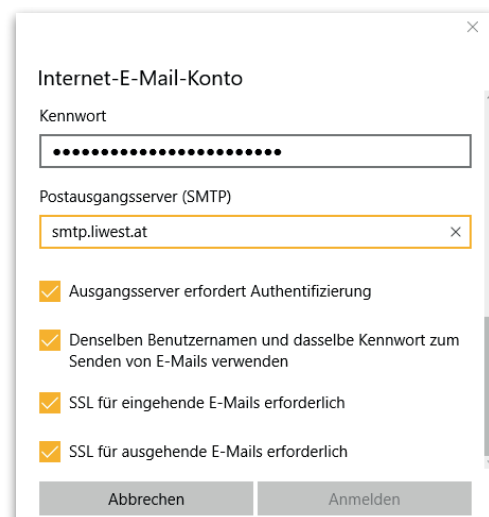 Internet-E-Mail-Konto
Kennwort
••••••••••••••••••••••••
Postausgangsserver (SMTP)
smtp.liwest.at
Ausgangsserver erfordert Authentifizierung
Denselben Benutzernamen und dasselbe Kennwort zum
Senden von E-Mails verwenden
SSL für eingehende E-Mails erforderlich
SSL für ausgehende E-Mails erforderlich
Abbrechen
Anmelden